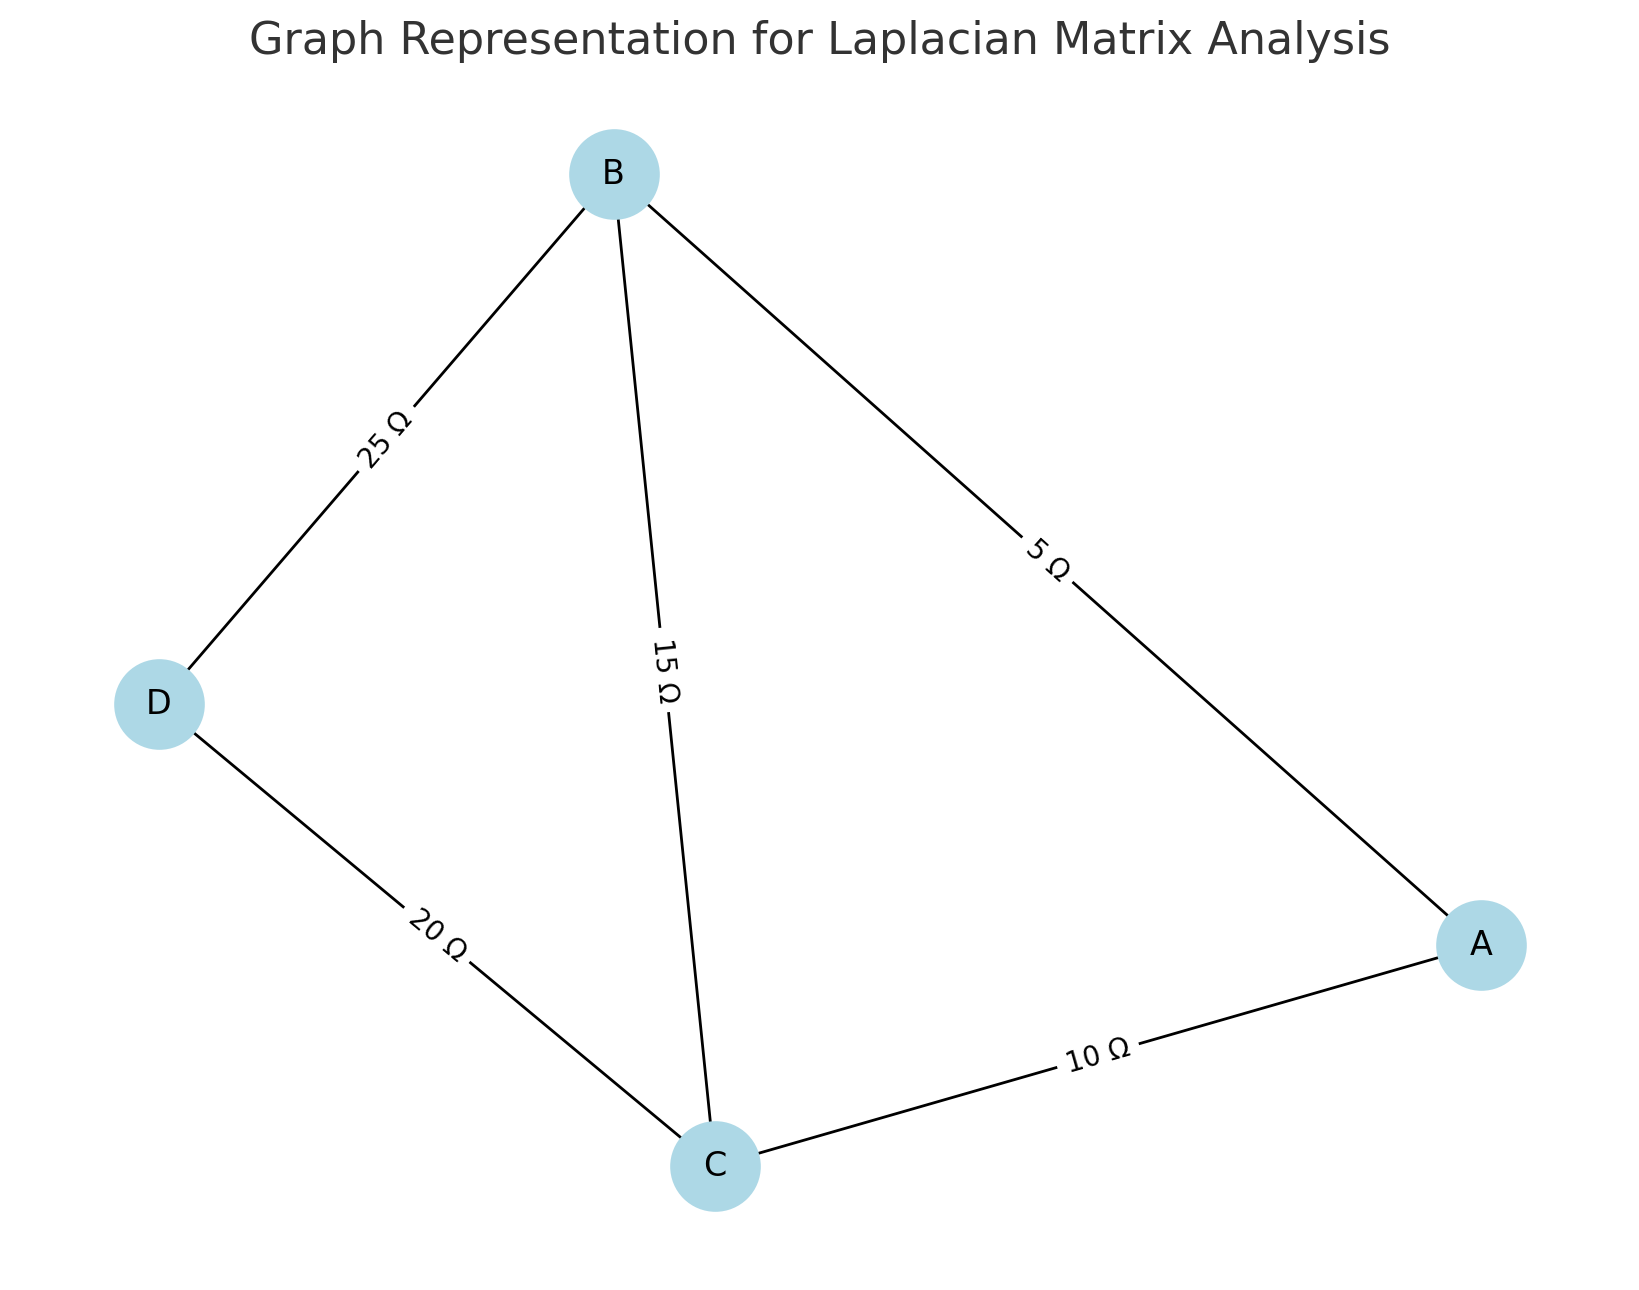 Graph Representation for Laplacian Matrix Analysis
B
25 Ω
5 Ω
15 Ω
D
20 Ω
A
10 Ω
C